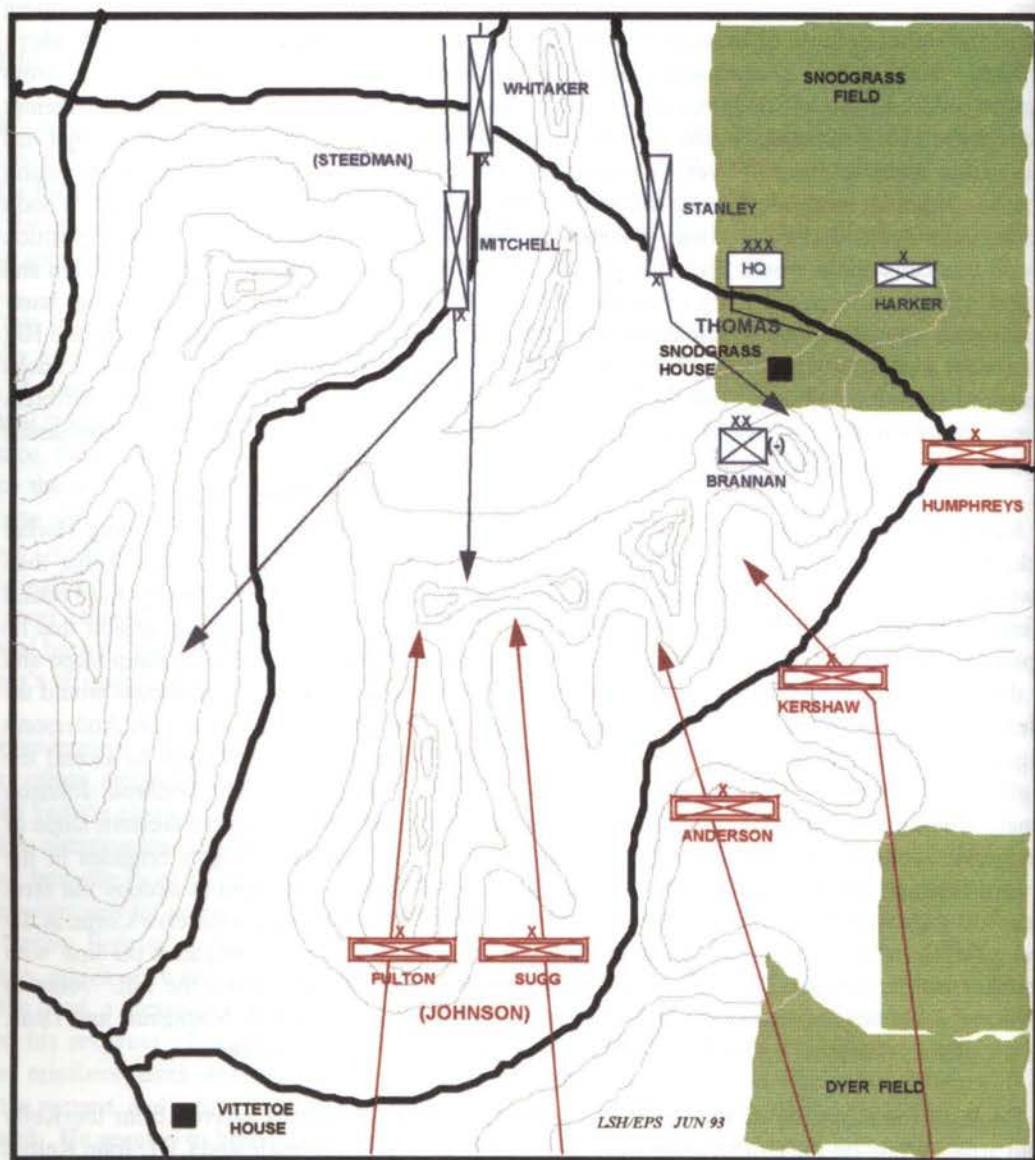 SNODGRASS
FIELD
WHITAKER
(STEEDMAN)
X
STANLEY
MITCHELL
XXX
HQ
X
HARKER
X
X
THOMAS
SNODGRASS
HOUSE
XX
(-)
BRANNAN
X
HUMPHREYS
X
KERSHAW
X
ANDERSON
X
FULTON
X
SUGG
(JOHNSON)
DYER FIELD
VITTETOE
HOUSE
LSH/EPS JUN 93